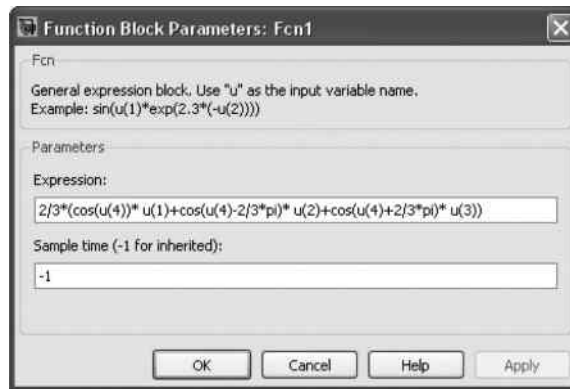 Function Block Parameters: Fcn1
Fcn
General expression block. Use "u" as the input variable name.
Example: sin(u(1)*exp(2.3*(-u(2))))
Parameters
Expression:
2/3*(cos(u(4))* u(1)+cos(u(4)-2/3*pi)* u(2)+cos(u(4)+2/3*pi)* u(3))
Sample time (-1 for inherited):
-1
OK Cancel Help Apply